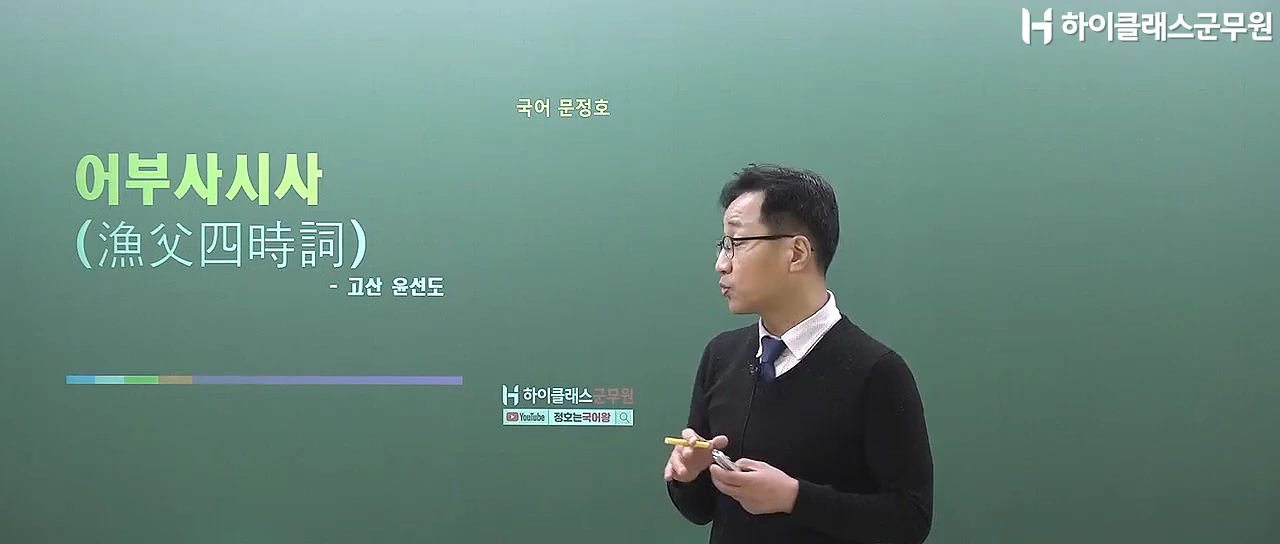 하이클래스군무원
국어 문정호
어부사시사
(漁父四時詞)
- 고산 윤선도
하이클래스군무원
YouTube 정호는국어왕